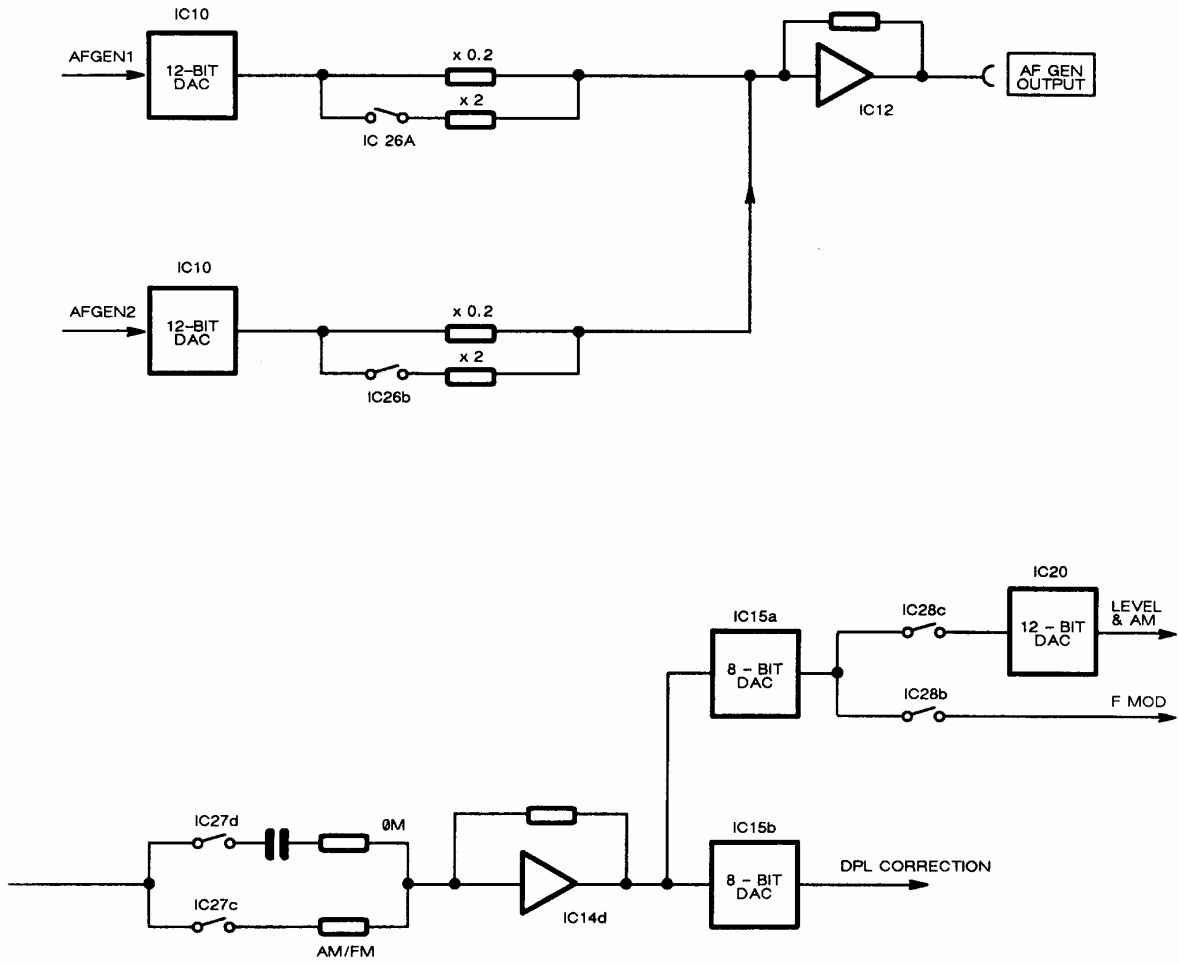 IC10
AFGEN1
12-BIT
DAC
x 0.2
x 2
IC 26A
IC12
AF GEN
OUTPUT
IC10
AFGEN2
12-BIT
DAC
x 0.2
x 2
IC26b
IC15a
8 - BIT
DAC
IC28c
IC20
12 - BIT
DAC
LEVEL
& AM
IC28b
F MOD
IC27d
ØM
IC27c
AM/FM
IC14d
IC15b
8 - BIT
DAC
DPL CORRECTION